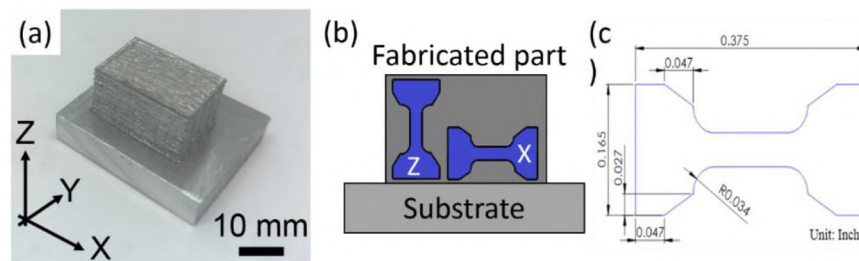 (a)
Z
Y
X
10 mm
(b)
Fabricated part
Z
X
Substrate
(c
)
0.375
0.047
0.165
0.027
R0.034
0.047
Unit: Inch